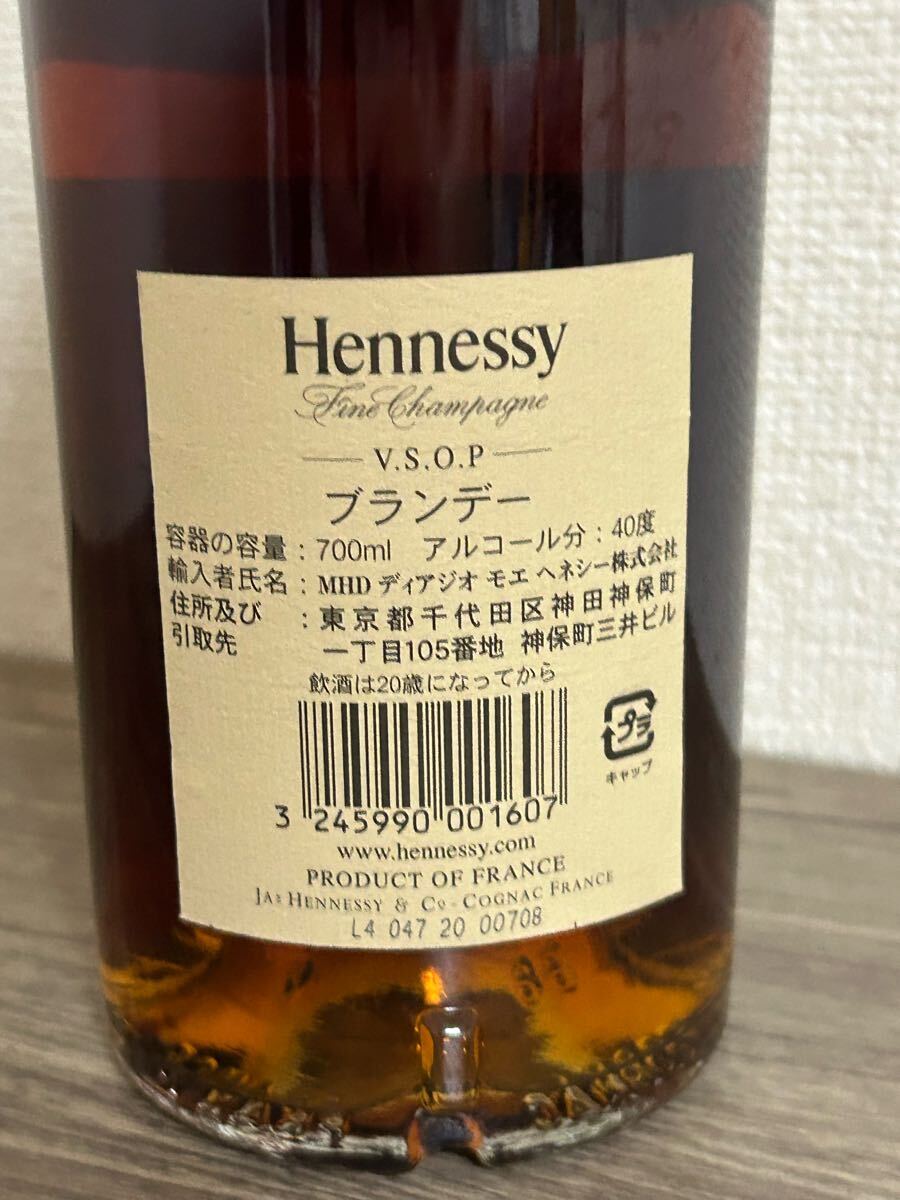 Hennessy
Fine Champagne
V.S.O.P
ブランデー
容器の容量：700ml アルコール分：40度
輸入者氏名：MHD ディアジオ モエ ヘネシー株式会社
住所及び：東京都千代田区神田神保町
引取先 一丁目105番地 神保町三井ビル
飲酒は20歳になってから
プラ
キャップ
3 245990 001607
www.hennessy.com
PRODUCT OF FRANCE
JAs HENNESSY & Co - COGNAC FRANCE
L4 047 20 00708